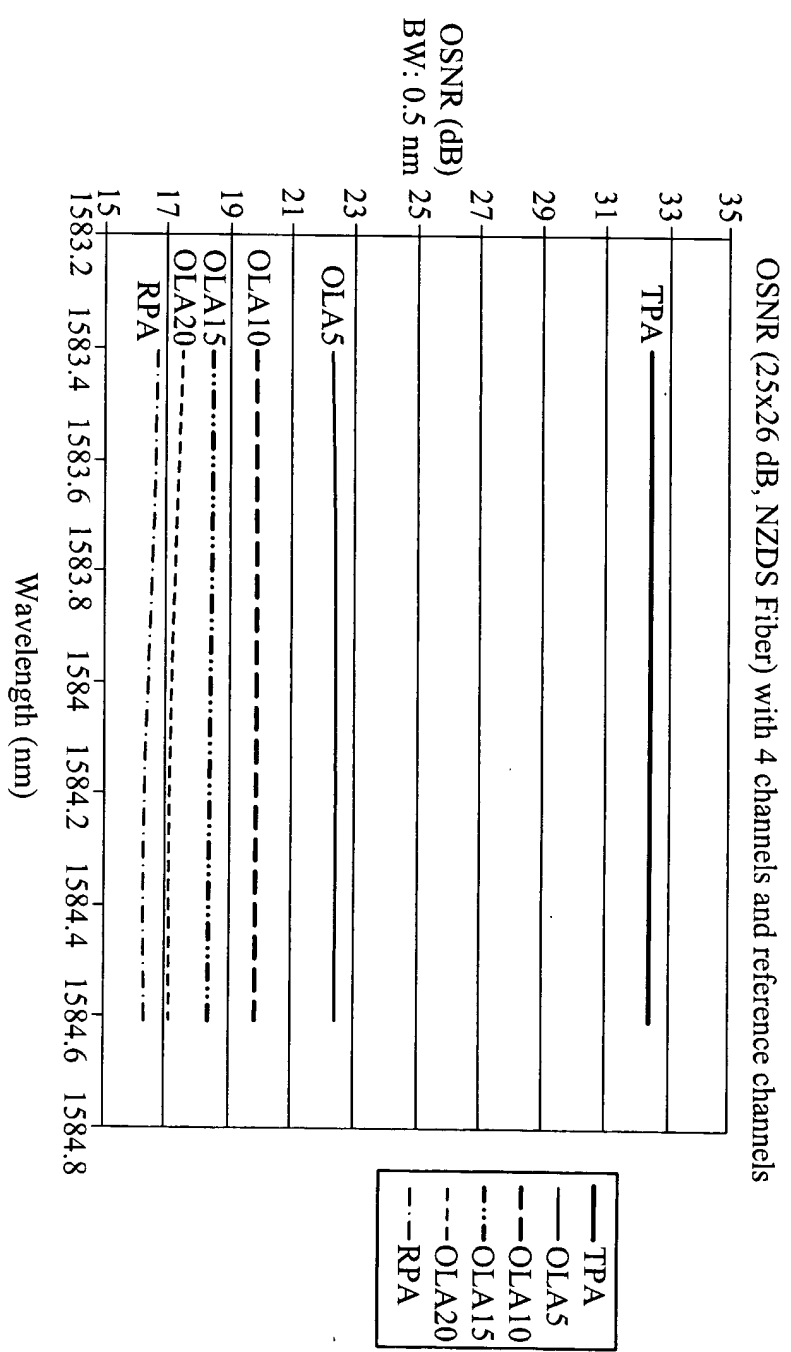 OSNR (25x26 dB, NZDS Fiber) with 4 channels and reference channels
OSNR (dB)
BW: 0.5 nm
35
33
31
29
27
25
23
21
19
17
15
TPA
OLA5
OLA10
OLA15
OLA20
RPA
1583.2 1583.4 1583.6 1583.8 1584 1584.2 1584.4 1584.6 1584.8
Wavelength (nm)
TPA
OLA5
OLA10
OLA15
OLA20
RPA